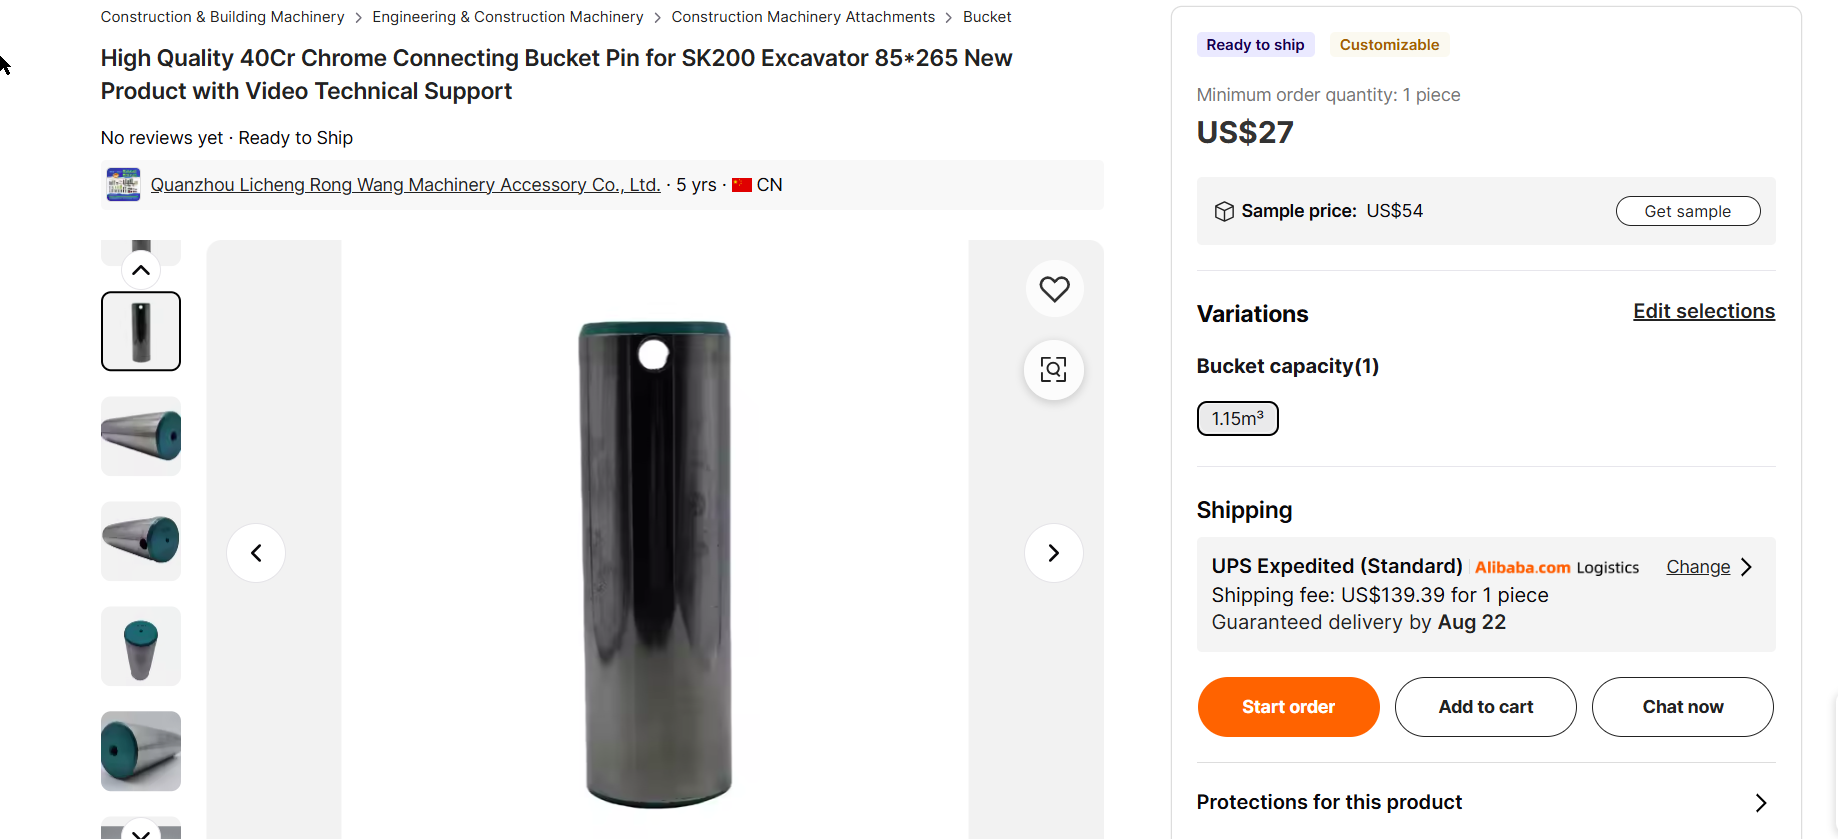 Construction & Building Machinery > Engineering & Construction Machinery > Construction Machinery Attachments > Bucket
High Quality 40Cr Chrome Connecting Bucket Pin for SK200 Excavator 85*265 New
Product with Video Technical Support
No reviews yet · Ready to Ship
Quanzhou Licheng Rong Wang Machinery Accessory Co., Ltd. · 5 yrs · CN
Ready to ship
Customizable
Minimum order quantity: 1 piece
US$27
Sample price: US$54
Get sample
Variations
Edit selections
Bucket capacity(1)
1.15m³
Shipping
UPS Expedited (Standard) Alibaba.com Logistics Change
Shipping fee: US$139.39 for 1 piece
Guaranteed delivery by Aug 22
Start order
Add to cart
Chat now
Protections for this product